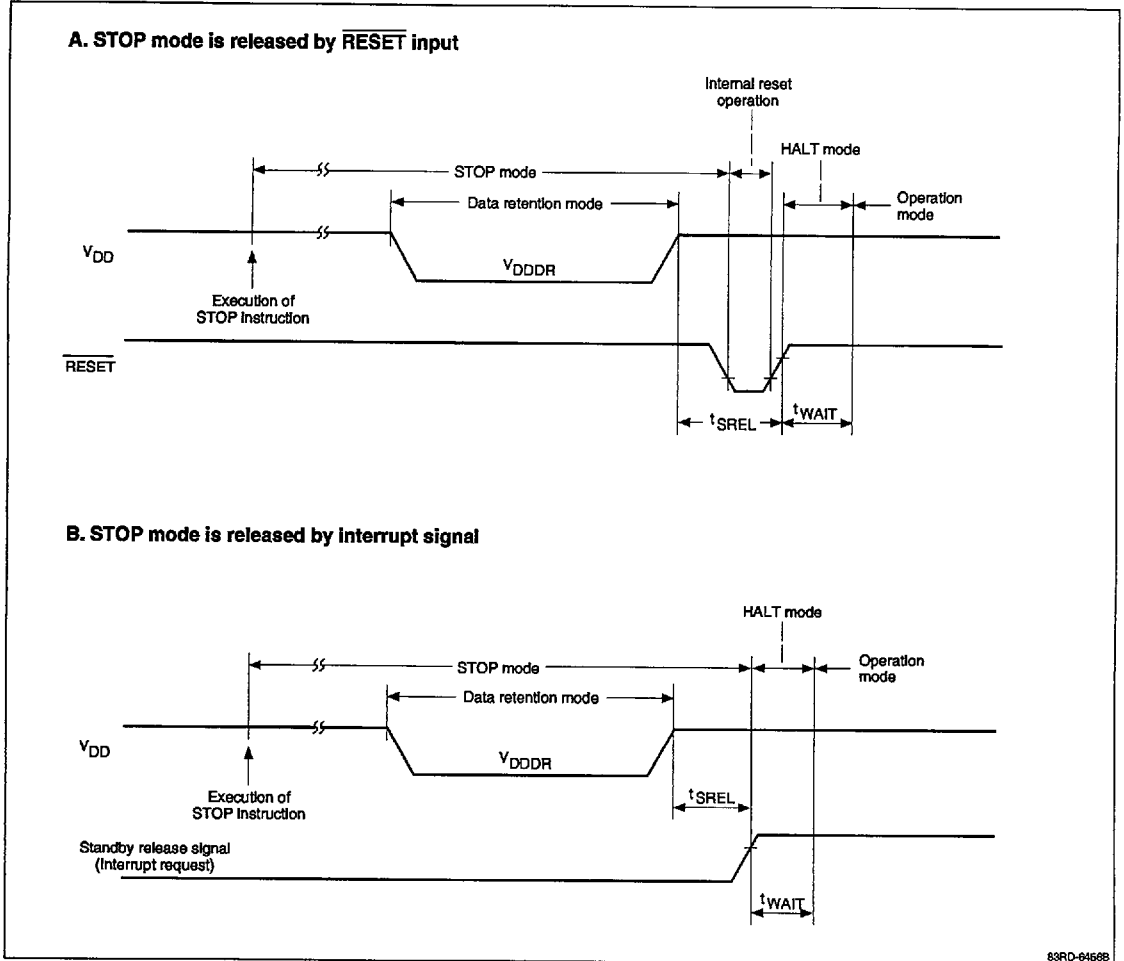 A. STOP mode is released by RESET input
Internal reset
operation
HALT mode
STOP mode
Data retention mode
Operation
mode
VDD
VDDDR
Execution of
STOP Instruction
RESET
tSREL
tWAIT
B. STOP mode is released by Interrupt signal
HALT mode
STOP mode
Operation
mode
Data retention mode
VDD
VDDDR
Execution of
STOP Instruction
tSREL
Standby release signal
(Interrupt request)
tWAIT
83RD-6456B